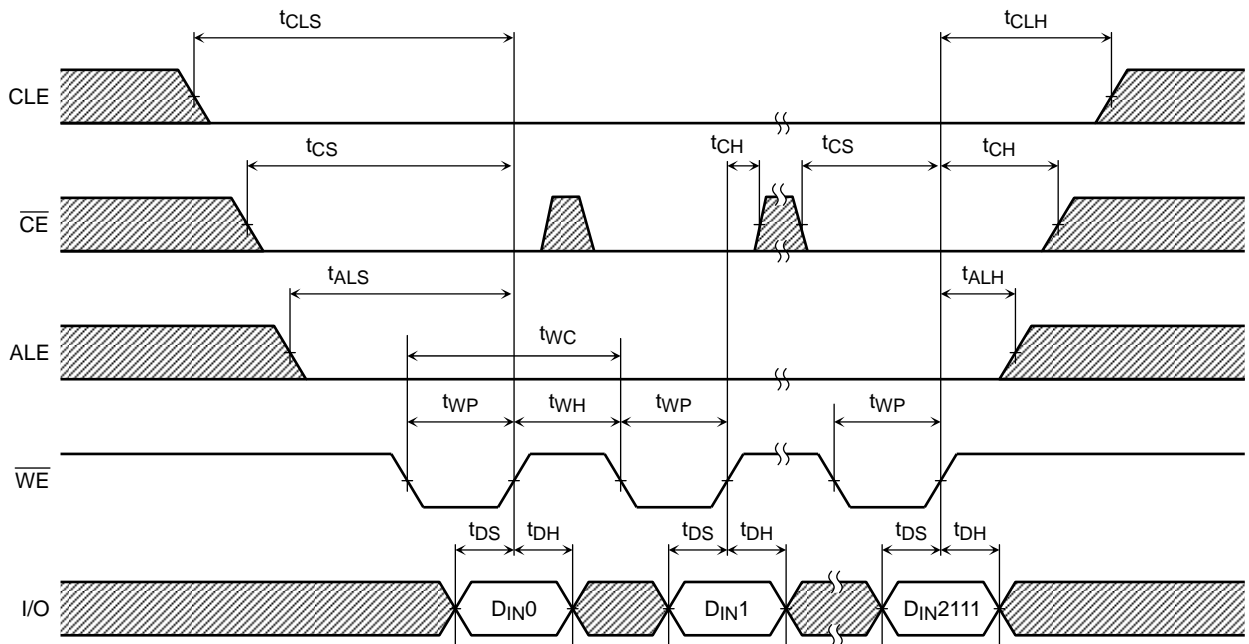 tCLS tCLH
CLE
tCS tCH tCS tCH
CE
tALS tALH
ALE
tWC
tWP tWH tWP tWP
WE
tDS tDH tDS tDH tDS tDH
I/O DIN0 DIN1 DIN2111